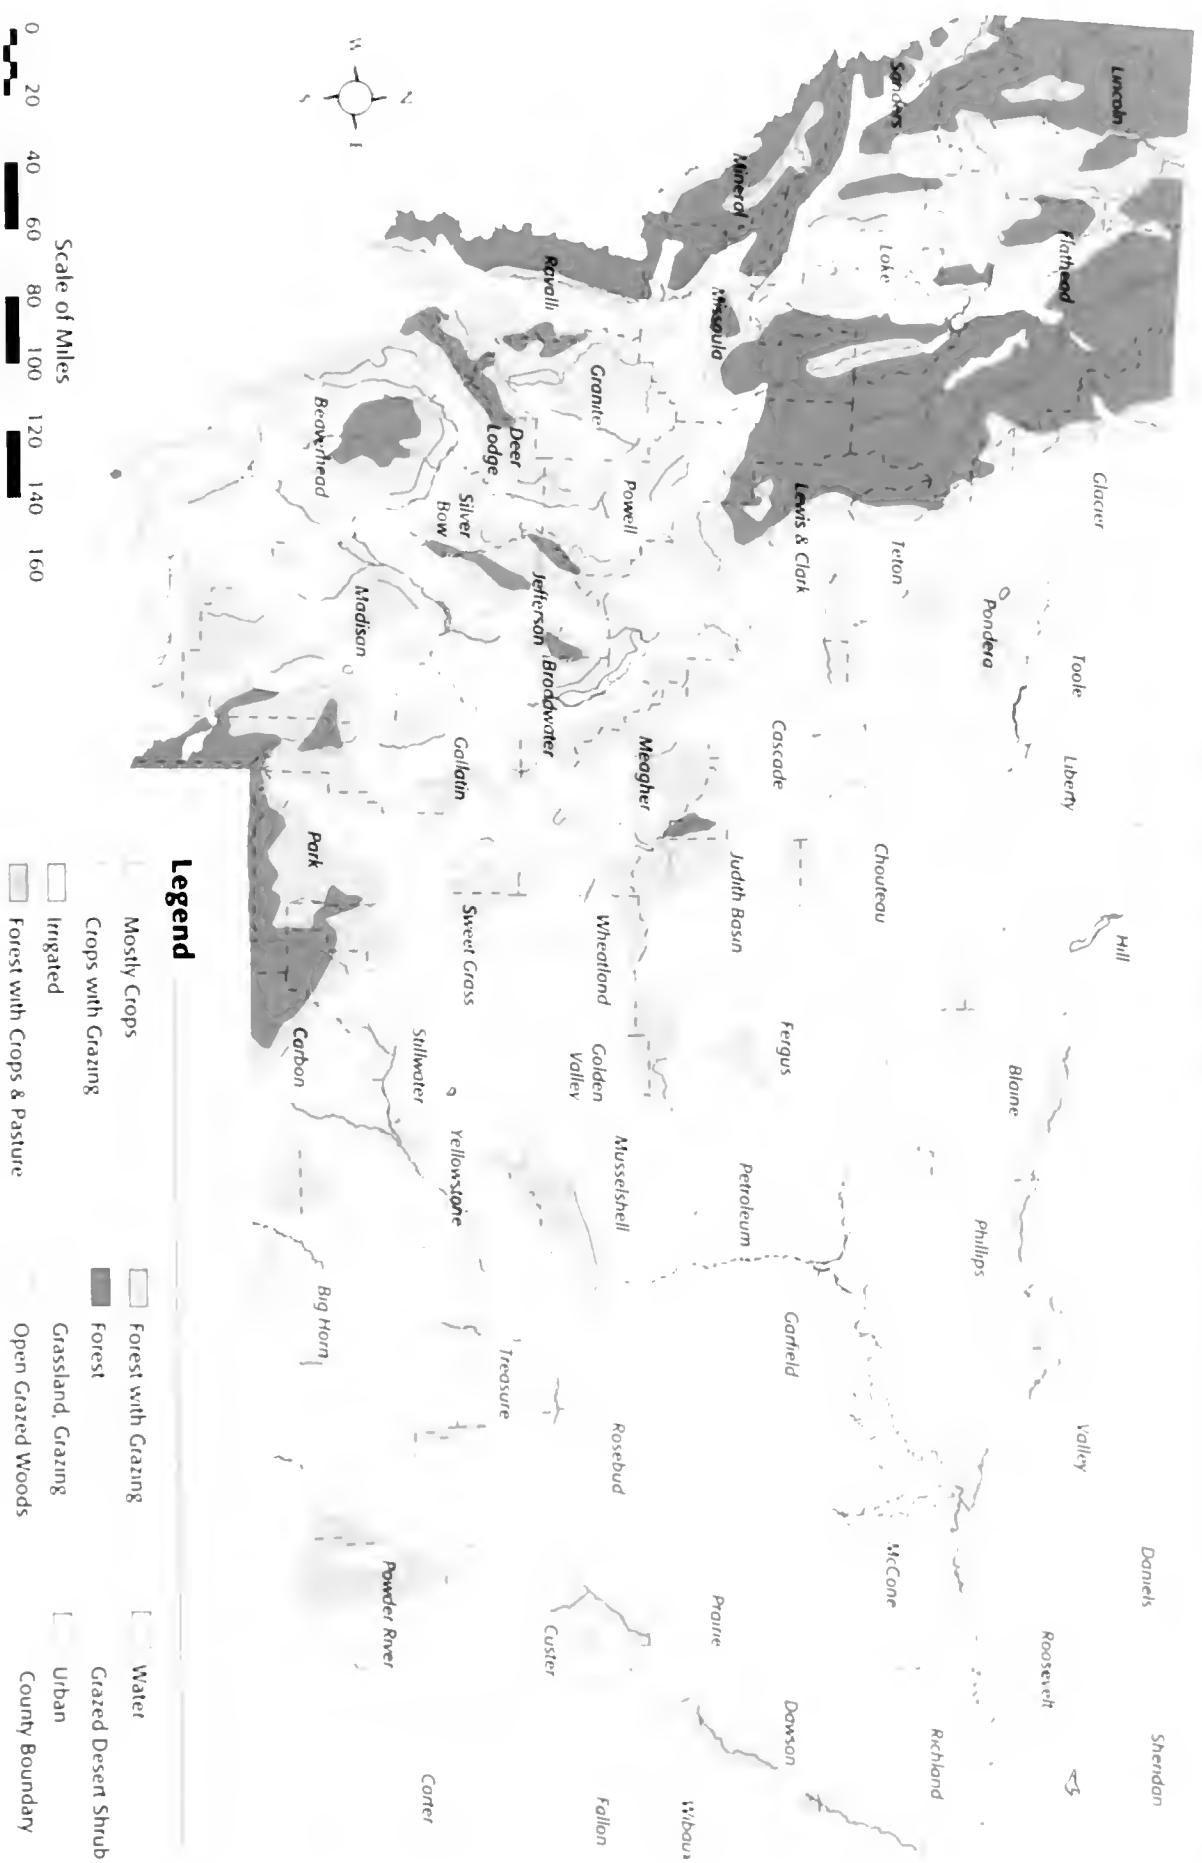 Lincoln
Sanders
Flathead
Lake
Mineral
Missoula
Ravalli
Granite
Deer
Lodge
Beaverhead
Silver
Bow
Powell
Lewis & Clark
Glacier
Teton
Pondera
Toole
Liberty
Jefferson
Broadwater
Madison
Gallatin
Meagher
Cascade
Chouteau
Hill
Judith Basin
Park
Sweet Grass
Wheatland
Golden
Valley
Fergus
Blaine
Stillwater
Carbon
Yellowstone
Musselshell
Petroleum
Phillips
Big Horn
Treasure
Garfield
Rosebud
Valley
McCone
Daniels
Roosevelt
Sheridan
Richland
Dawson
Prairie
Custer
Powder River
Carter
Fallon
Wibaux
N
W
E
S
Scale of Miles
0 20 40 60 80 100 120 140 160
Legend
Mostly Crops
Crops with Grazing
Irrigated
Forest with Crops & Pasture
Forest with Grazing
Forest
Grassland, Grazing
Open Grazed Woods
Water
Grazed Desert Shrub
Urban
County Boundary